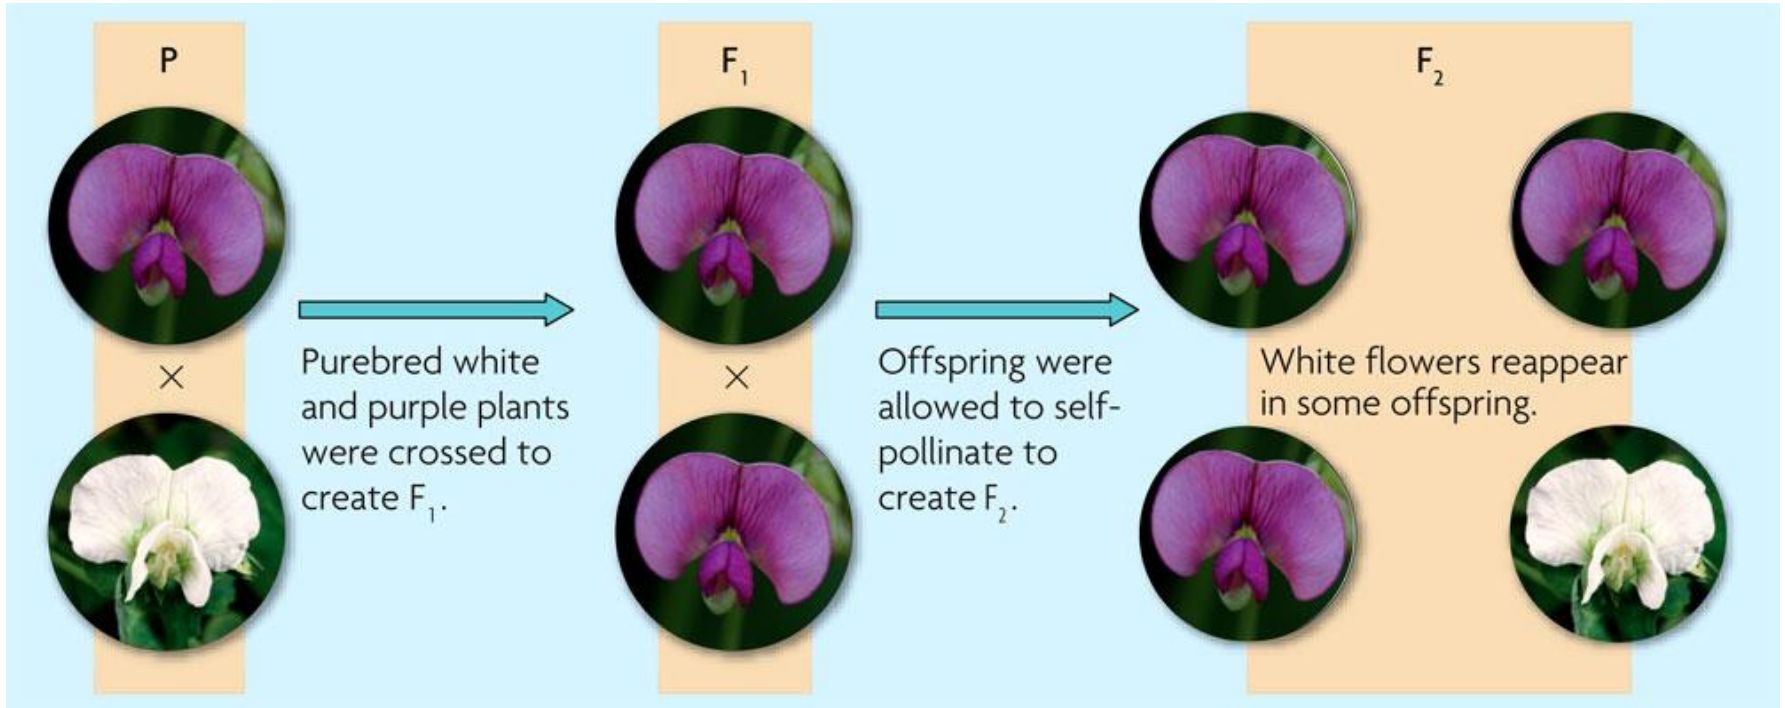 P
F₁
F₂
×
×
Purebred white
and purple plants
were crossed to
create F₁.
Offspring were
allowed to self-
pollinate to
create F₂.
White flowers reappear
in some offspring.